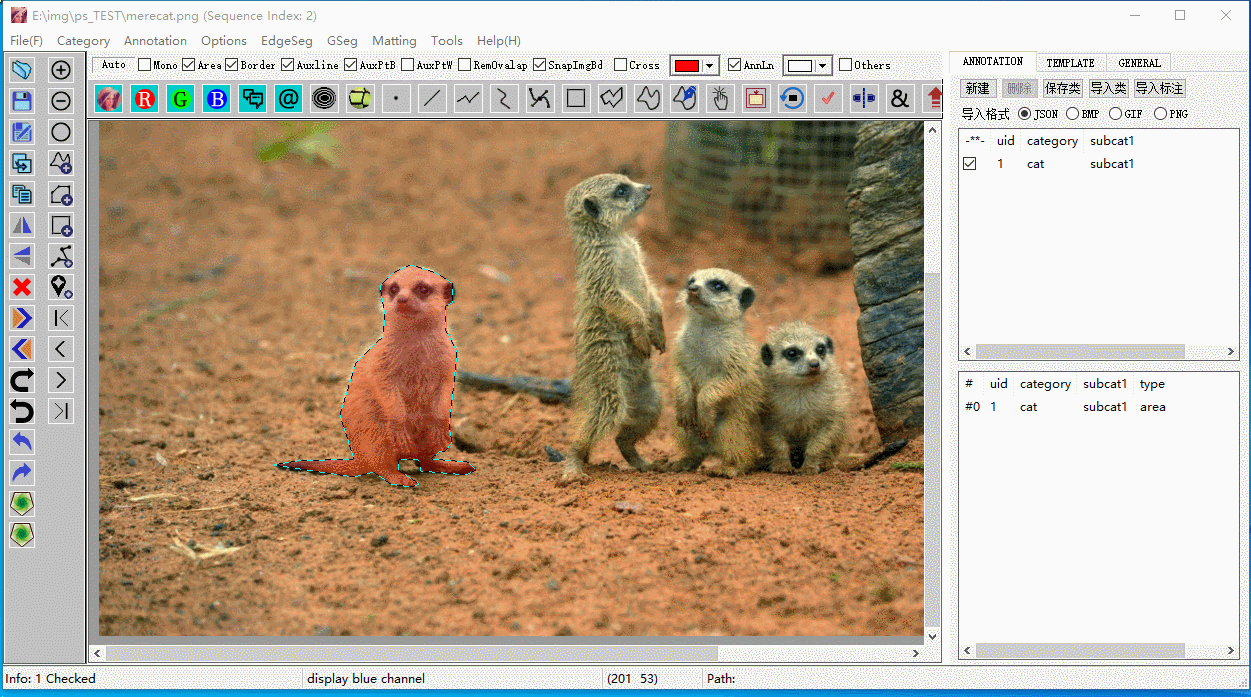 E:\img\ps_TEST\merecat.png (Sequence Index: 2)
File(F) Category Annotation Options EdgeSeg GSeg Matting Tools Help(H)
Auto Mono Area Border Auxline AuxPtB AuxPtW RemOvalap SnapImgBd Cross AnnLn Others
R G B @ &
ANNOTATION TEMPLATE GENERAL
新建 删除 保存类 导入类 导入标注
导入格式 JSON BMP GIF PNG
-**- uid category subcat1
1 cat subcat1
# uid category subcat1 type
#0 1 cat subcat1 area
Info: 1 Checked display blue channel (201 53) Path: